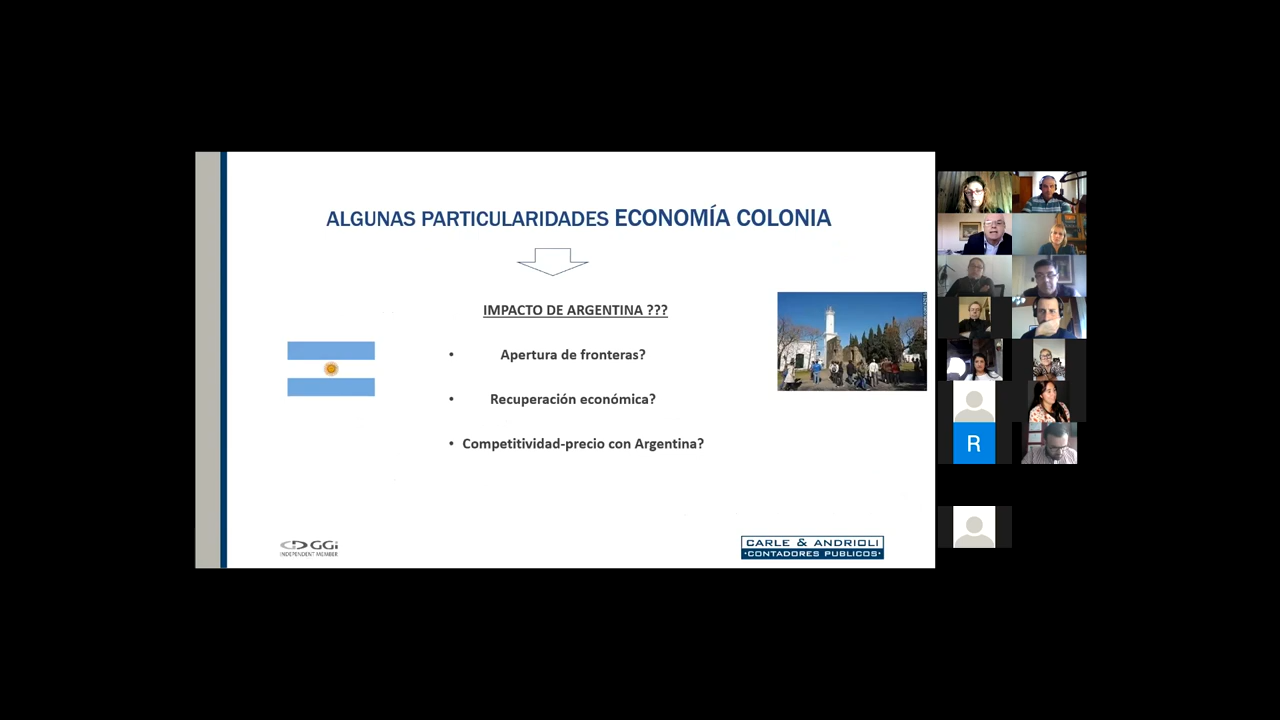 ALGUNAS PARTICULARIDADES ECONOMÍA COLONIA
IMPACTO DE ARGENTINA ???
• Apertura de fronteras?
• Recuperación económica?
• Competitividad-precio con Argentina?
GGi
INDEPENDENT MEMBER
CARLE & ANDRIOLI
•CONTADORES PUBLICOS•
R